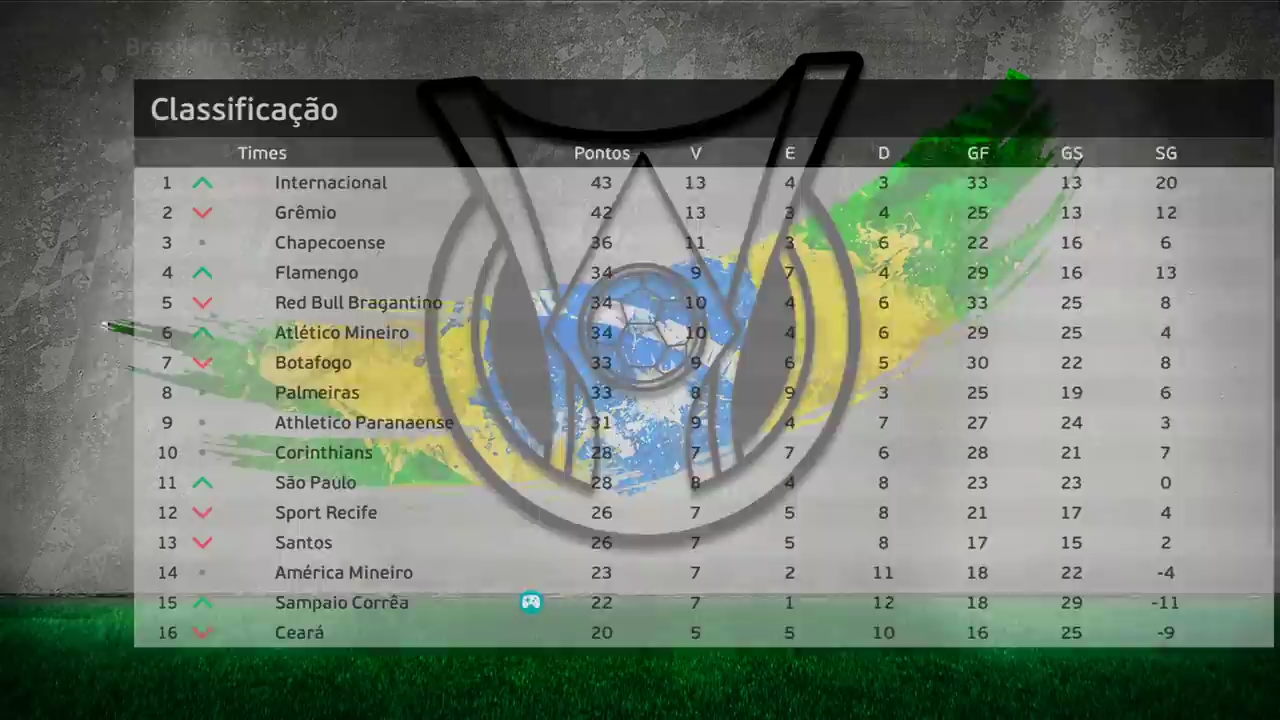 Brasileirão Série A
Classificação
Times Pontos V E D GF GS SG
1 Internacional 43 13 4 3 33 13 20
2 Grêmio 42 13 3 4 25 13 12
3 Chapecoense 36 11 3 6 22 16 6
4 Flamengo 34 9 7 4 29 16 13
5 Red Bull Bragantino 34 10 4 6 33 25 8
6 Atlético Mineiro 34 10 4 6 29 25 4
7 Botafogo 33 9 6 5 30 22 8
8 Palmeiras 33 8 9 3 25 19 6
9 Athletico Paranaense 31 9 4 7 27 24 3
10 Corinthians 28 7 7 6 28 21 7
11 São Paulo 28 8 4 8 23 23 0
12 Sport Recife 26 7 5 8 21 17 4
13 Santos 26 7 5 8 17 15 2
14 América Mineiro 23 7 2 11 18 22 -4
15 Sampaio Corrêa 22 7 1 12 18 29 -11
16 Ceará 20 5 5 10 16 25 -9